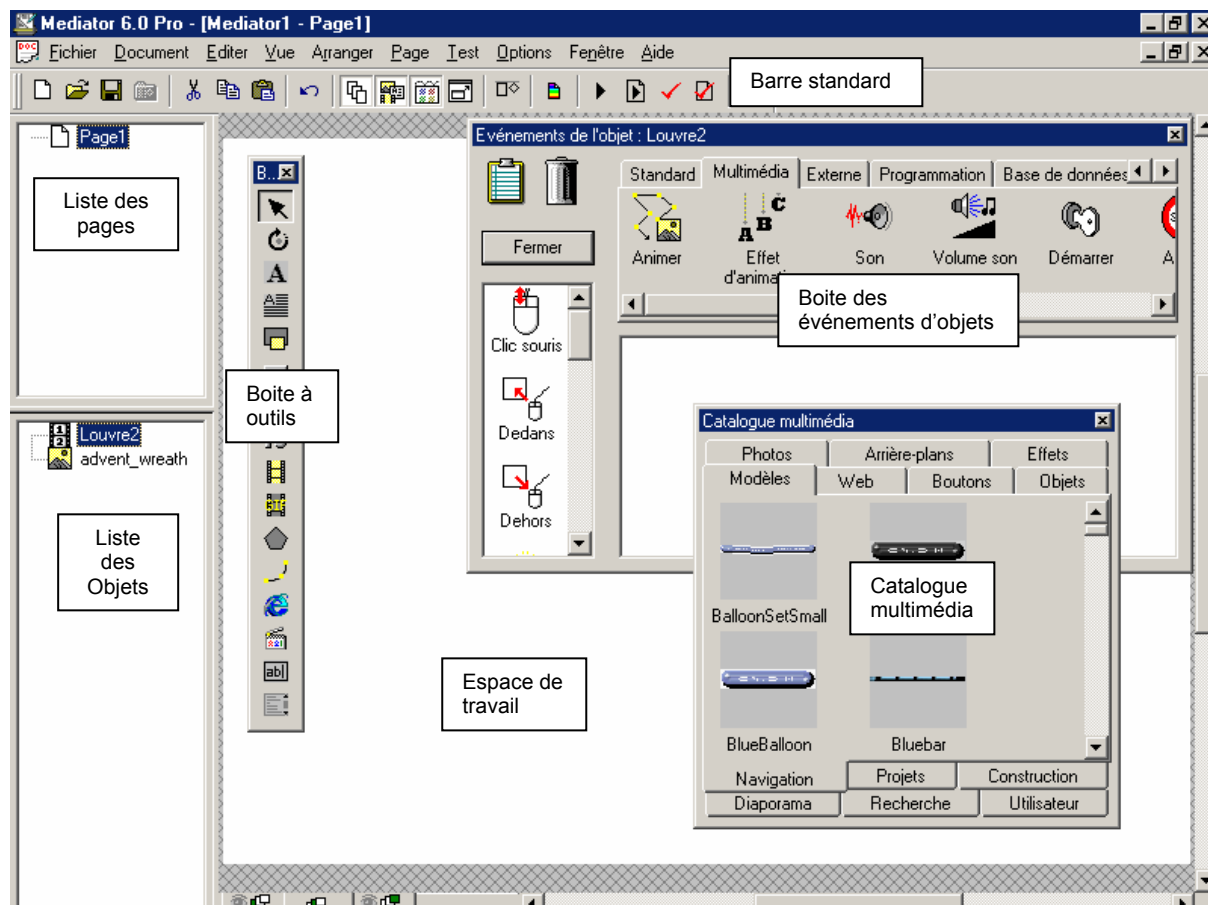 Mediator 6.0 Pro - [Mediator1 - Page1]
Fichier Document Editer Vue Arranger Page Test Options Fenêtre Aide
Barre standard
Page1
Liste des
pages
Louvre2
advent_wreath
Liste
des
Objets
B...
Boite à
outils
Evénements de l'objet : Louvre2
Fermer
Clic souris
Dedans
Dehors
Standard Multimédia Externe Programmation Base de données
Animer
Effet
Son
Volume son
Démarrer
A
Boite des
événements d'objets
Catalogue multimédia
Photos Arrière-plans Effets
Modèles Web Boutons Objets
BalloonSetSmall
Catalogue
multimédia
BlueBalloon Bluebar
Navigation Projets Construction
Diaporama Recherche Utilisateur
Espace de
travail